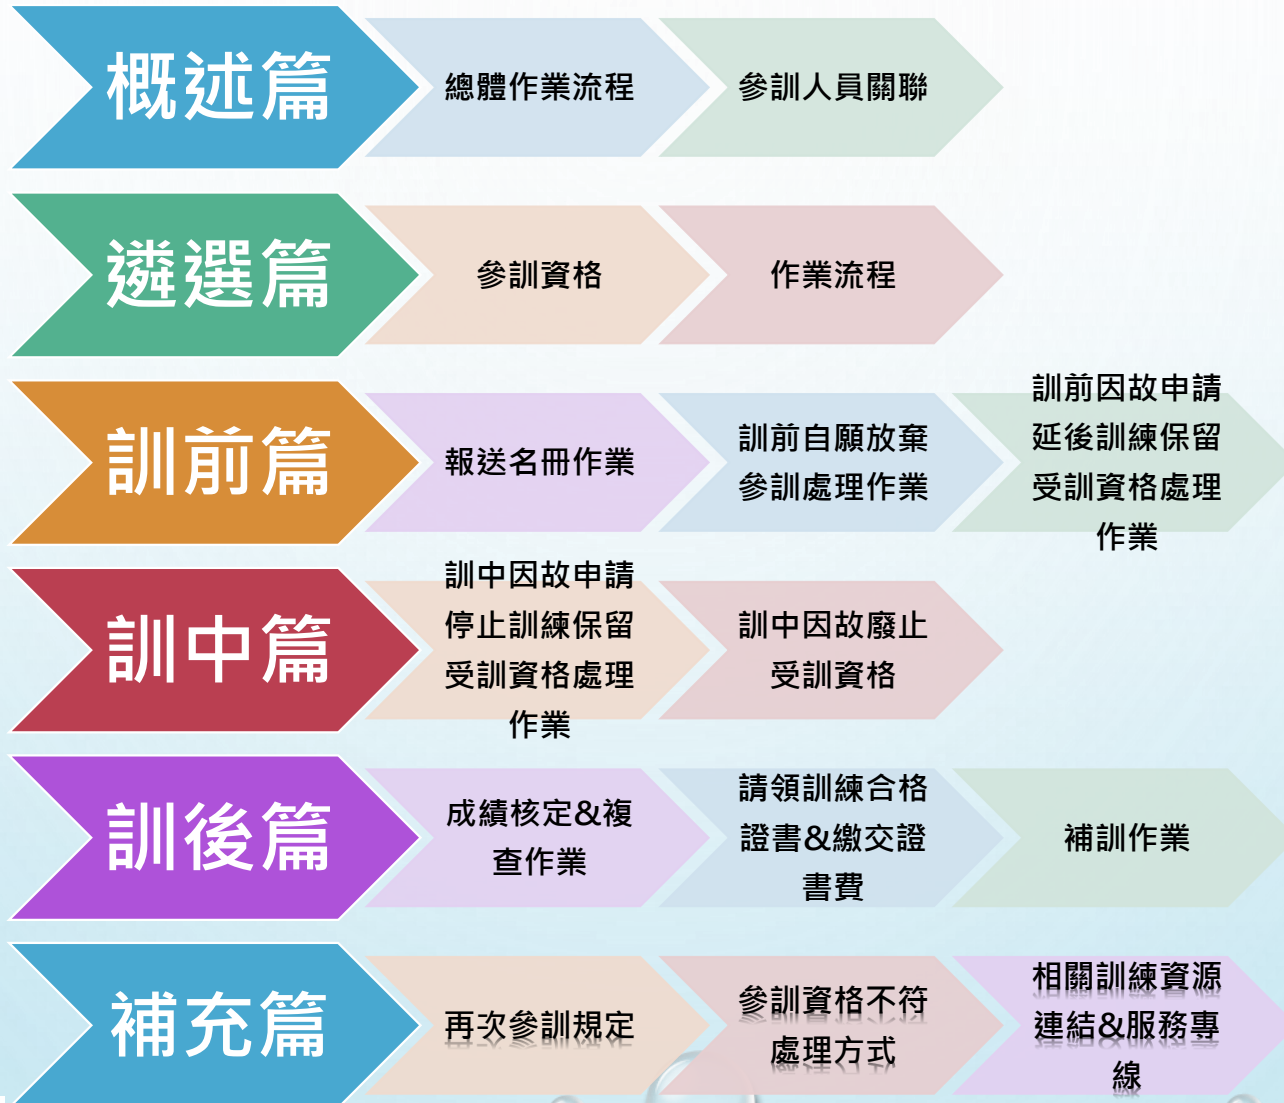 概述篇
總體作業流程
參訓人員關聯
遴選篇
參訓資格
作業流程
訓前篇
報送名冊作業
訓前自願放棄
參訓處理作業
訓前因故申請
延後訓練保留
受訓資格處理
作業
訓中篇
訓中因故申請
停止訓練保留
受訓資格處理
作業
訓中因故廢止
受訓資格
訓後篇
成績核定&複
查作業
請領訓練合格
證書&繳交證
書費
補訓作業
補充篇
再次參訓規定
參訓資格不符
處理方式
相關訓練資源
連結&服務專
線